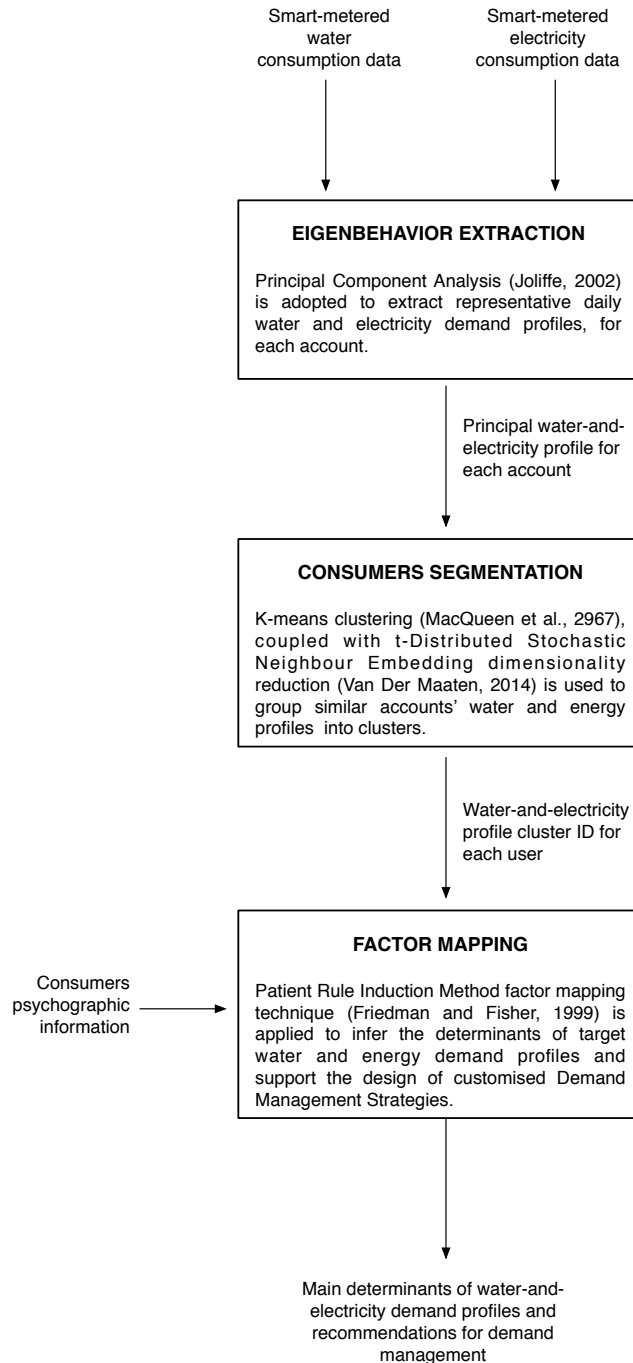 Smart-metered
water
consumption data
Smart-metered
electricity
consumption data
EIGENBEHAVIOR EXTRACTION
Principal Component Analysis (Joliffe, 2002)
is adopted to extract representative daily
water and electricity demand profiles, for
each account.
Principal water-and-
electricity profile for
each account
CONSUMERS SEGMENTATION
K-means clustering (MacQueen et al., 2967),
coupled with t-Distributed Stochastic
Neighbour Embedding dimensionality
reduction (Van Der Maaten, 2014) is used to
group similar accounts’ water and energy
profiles into clusters.
Water-and-electricity
profile cluster ID for
each user
Consumers
psychographic
information
FACTOR MAPPING
Patient Rule Induction Method factor mapping
technique (Friedman and Fisher, 1999) is
applied to infer the determinants of target
water and energy demand profiles and
support the design of customised Demand
Management Strategies.
Main determinants of water-and-
electricity demand profiles and
recommendations for demand
management